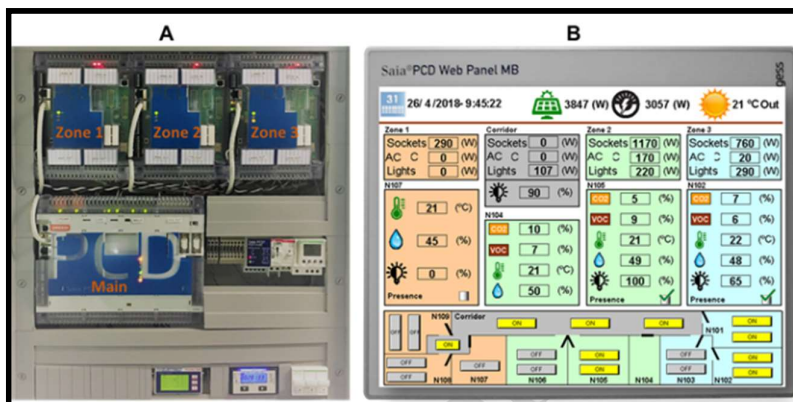 A
B
Zone 1
Zone 2
Zone 3
PCD
Main
Saia®PCD Web Panel MB
31
26/ 4 /2018- 9:45:22
3847 (W)
3057 (W)
21 °C Out
Zone 1
Sockets 290 (W)
AC C 0 (W)
Lights 0 (W)
N107
21 (°C)
45 (%)
0 (%)
Presence
Corridor
Sockets 0 (W)
AC C 0 (W)
Lights 107 (W)
90 (%)
N104
CO2 10 (%)
VOC 7 (%)
21 (°C)
50 (%)
Zone 2
Sockets 1170 (W)
AC C 170 (W)
Lights 220 (W)
N105
CO2 5 (%)
VOC 9 (%)
21 (°C)
49 (%)
100 (%)
Presence
Zone 3
Sockets 760 (W)
AC C 20 (W)
Lights 290 (W)
N102
CO2 7 (%)
VOC 6 (%)
22 (°C)
48 (%)
65 (%)
Presence
N109 Corridor
OFF OFF ON ON ON ON ON
N101
ON
OFF OFF OFF ON OFF ON
OFF OFF ON OFF ON
N108 N107 N106 N105 N104 N103 N102